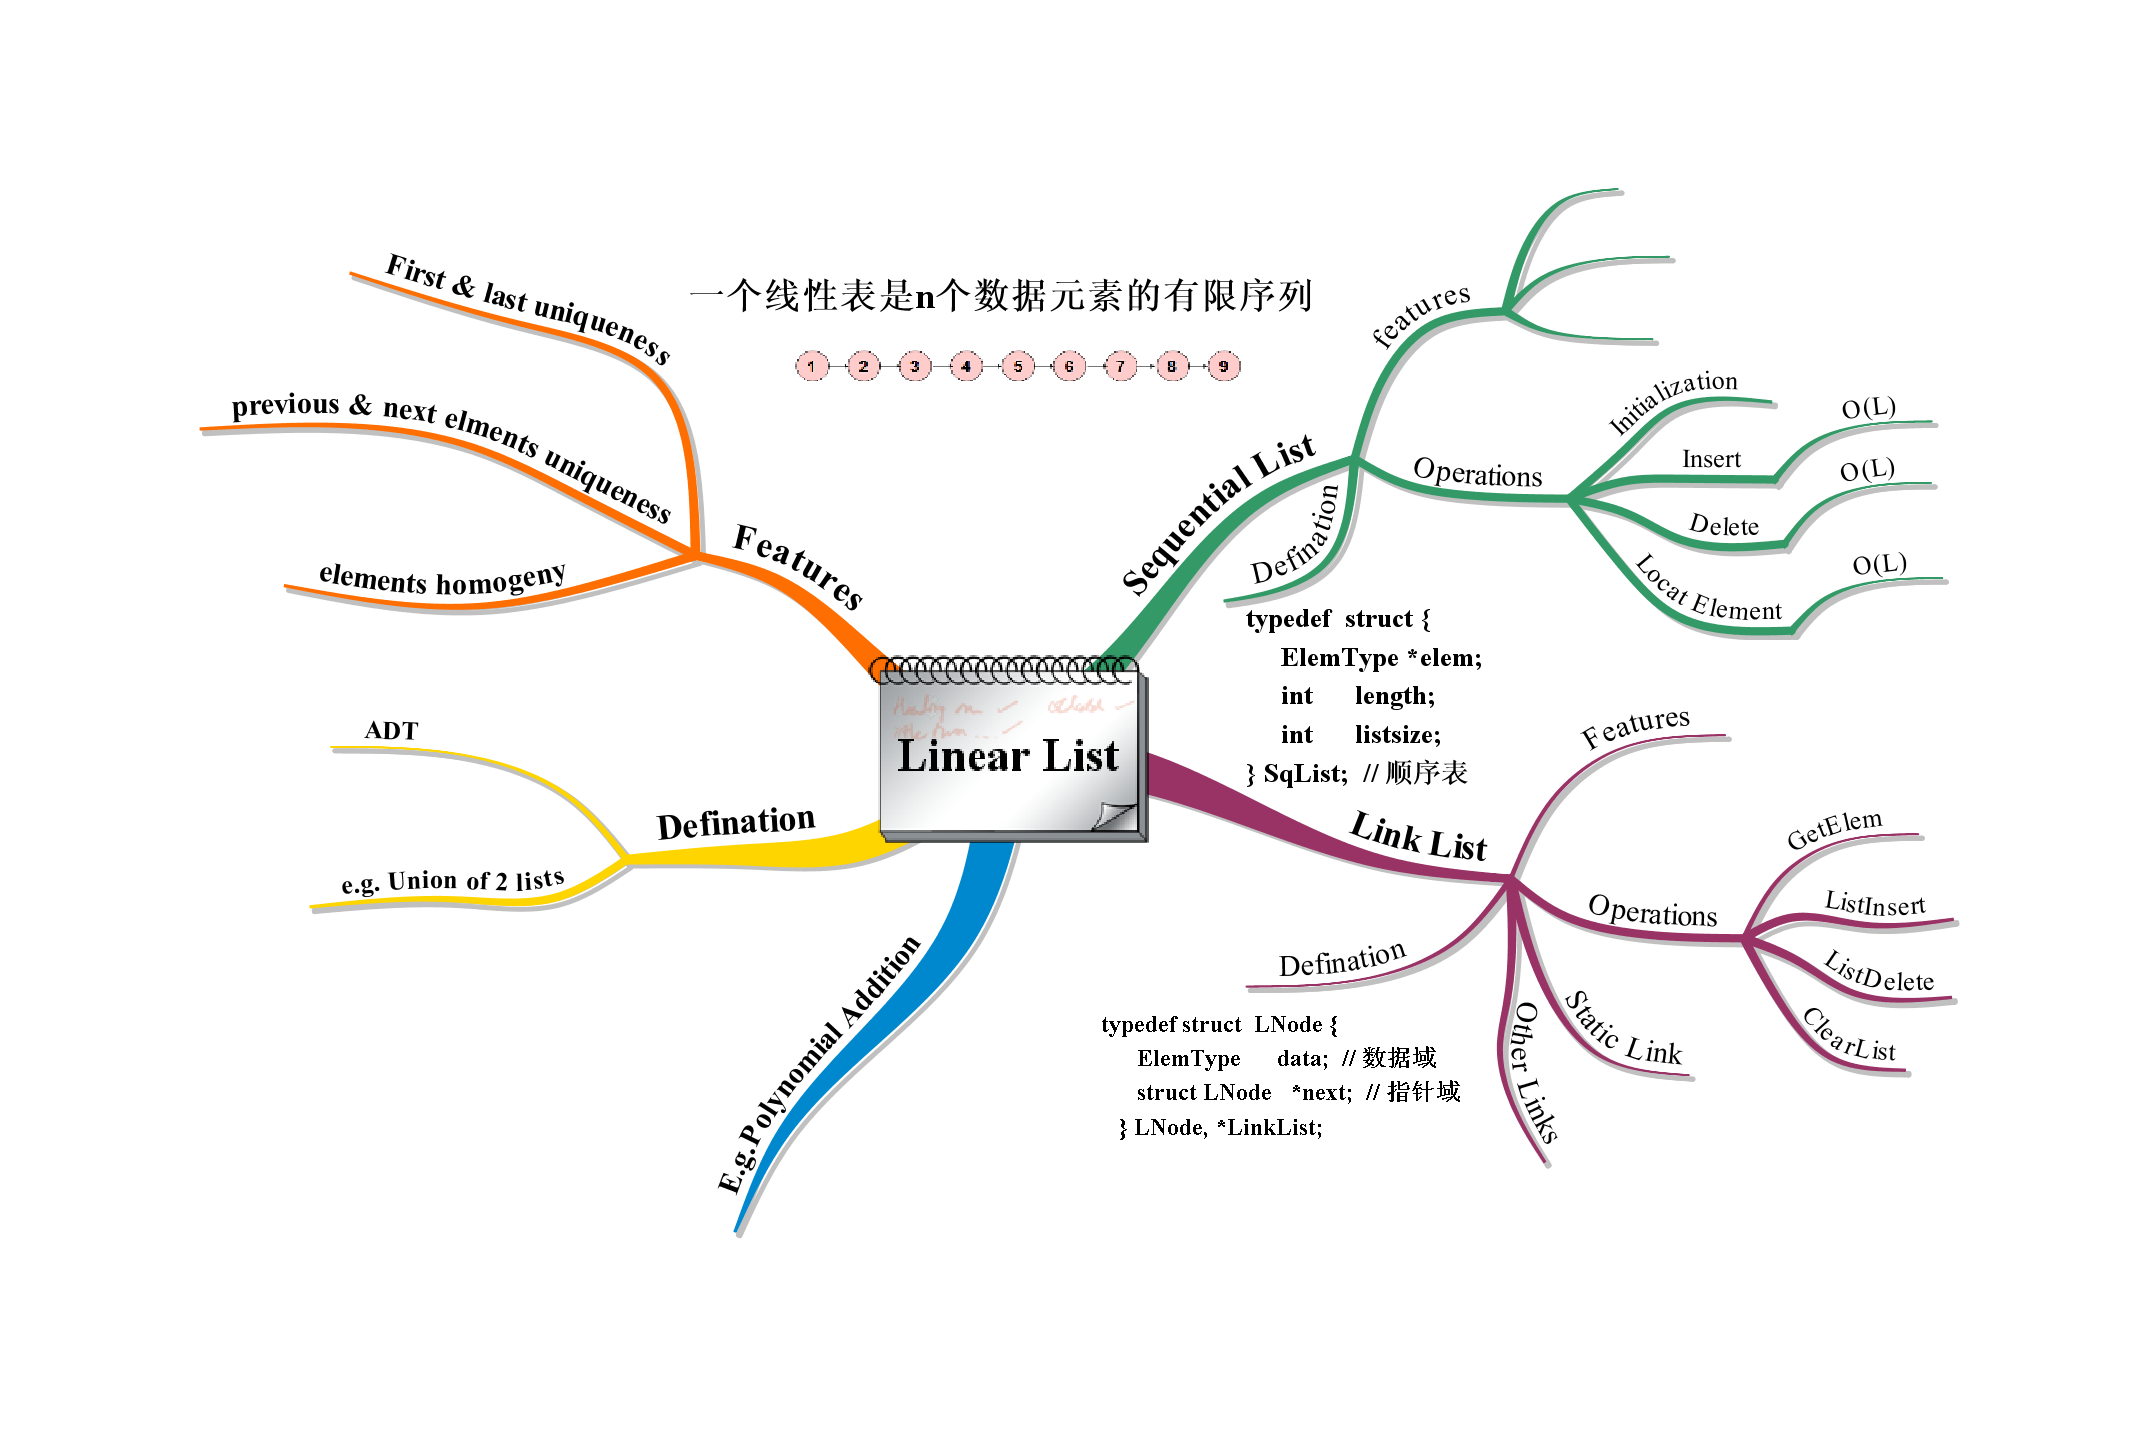 一个线性表是n个数据元素的有限序列
1 2 3 4 5 6 7 8 9
Linear List
Features
First & last uniqueness
previous & next elments uniqueness
elements homogeny
Defination
ADT
e.g. Union of 2 lists
E.g.Polynomial Addition
Sequential List
features
Operations
Initialization
Insert
O(L)
Delete
O(L)
Locat Element
O(L)
Defination
typedef struct {
ElemType *elem;
int length;
int listsize;
} SqList; // 顺序表
Link List
Features
Operations
GetElem
ListInsert
ListDelete
ClearList
Static Link
Other Links
Defination
typedef struct LNode {
ElemType data; // 数据域
struct LNode *next; // 指针域
} LNode, *LinkList;